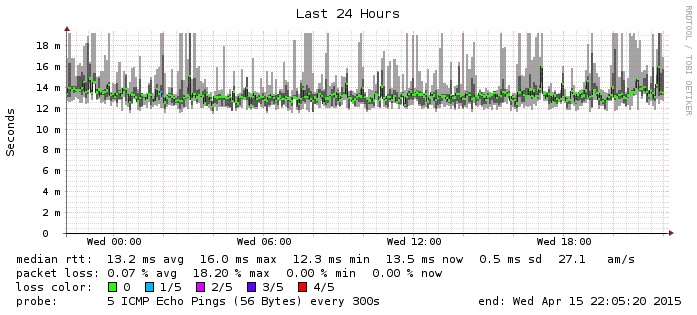 Last 24 Hours
RRDTOOL / TOBI OETIKER
Seconds
18 m
16 m
14 m
12 m
10 m
8 m
6 m
4 m
2 m
0
Wed 00:00 Wed 06:00 Wed 12:00 Wed 18:00
median rtt: 13.2 ms avg 16.0 ms max 12.3 ms min 13.5 ms now 0.5 ms sd 27.1 am/s
packet loss: 0.07 % avg 18.20 % max 0.00 % min 0.00 % now
loss color: 0 1/5 2/5 3/5 4/5
probe: 5 ICMP Echo Pings (56 Bytes) every 300s end: Wed Apr 15 22:05:20 2015